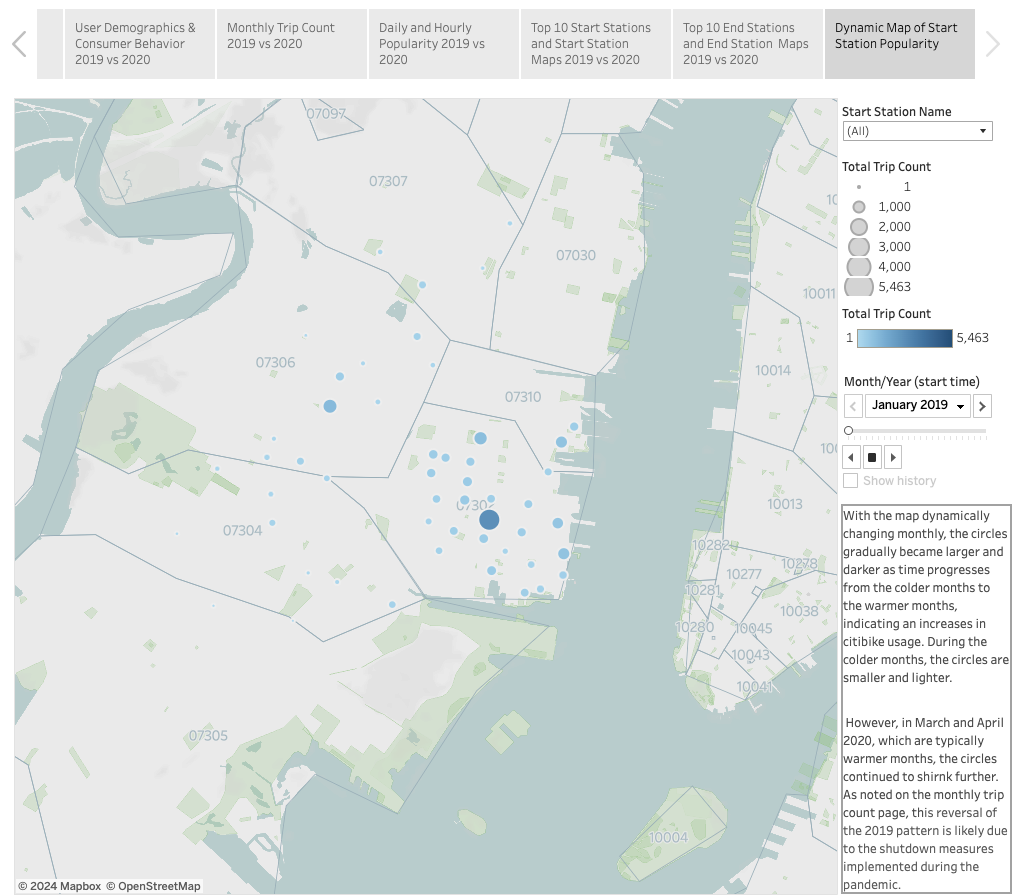 User Demographics &
Consumer Behavior
2019 vs 2020
Monthly Trip Count
2019 vs 2020
Daily and Hourly
Popularity 2019 vs
2020
Top 10 Start Stations
and Start Station
Maps 2019 vs 2020
Top 10 End Stations
and End Station Maps
2019 vs 2020
Dynamic Map of Start
Station Popularity
07097
07307
07030
07306
07310
07304
07305
10011
10014
10013
10282
10278
10277
10281
10038
10280
10045
10043
10041
10004
© 2024 Mapbox © OpenStreetMap
Start Station Name
(All)
Total Trip Count
1
1,000
2,000
3,000
4,000
5,463
Total Trip Count
1
5,463
Month/Year (start time)
January 2019
Show history
With the map dynamically
changing monthly, the circles
gradually became larger and
darker as time progresses
from the colder months to
the warmer months,
indicating an increases in
citibike usage. During the
colder months, the circles are
smaller and lighter.
However, in March and April
2020, which are typically
warmer months, the circles
continued to shirnk further.
As noted on the monthly trip
count page, this reversal of
the 2019 pattern is likely due
to the shutdown measures
implemented during the
pandemic.